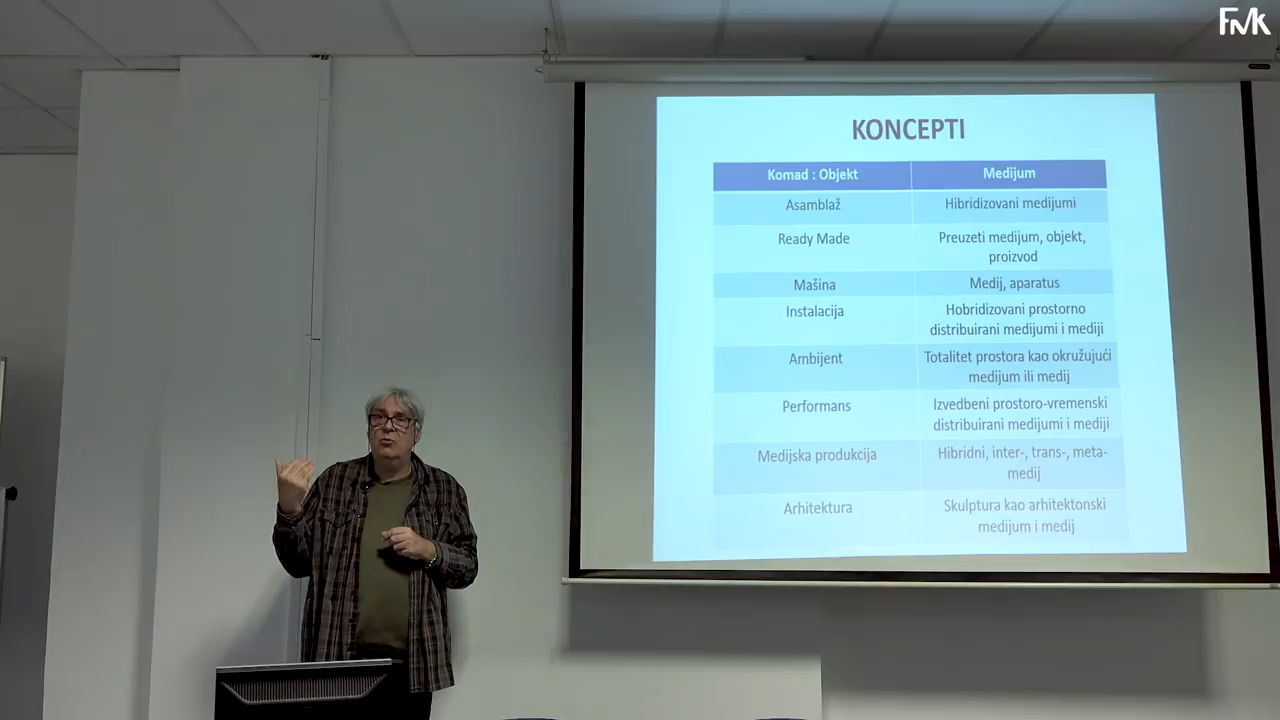 FMK
KONCEPTI
Komad : Objekt Medijum
Asamblaž Hibridizovani medijumi
Ready Made Preuzeti medijum, objekt,
proizvod
Mašina Medij, aparatus
Instalacija Hobridizovani prostorno
distribuirani medijumi i mediji
Ambijent Totalitet prostora kao okružujući
medijum ili medij
Performans Izvedbeni prostoro-vremenski
distribuirani medijumi i mediji
Medijska produkcija Hibridni, inter-, trans-, meta-
medij
Arhitektura Skulptura kao arhitektonski
medijum i medij